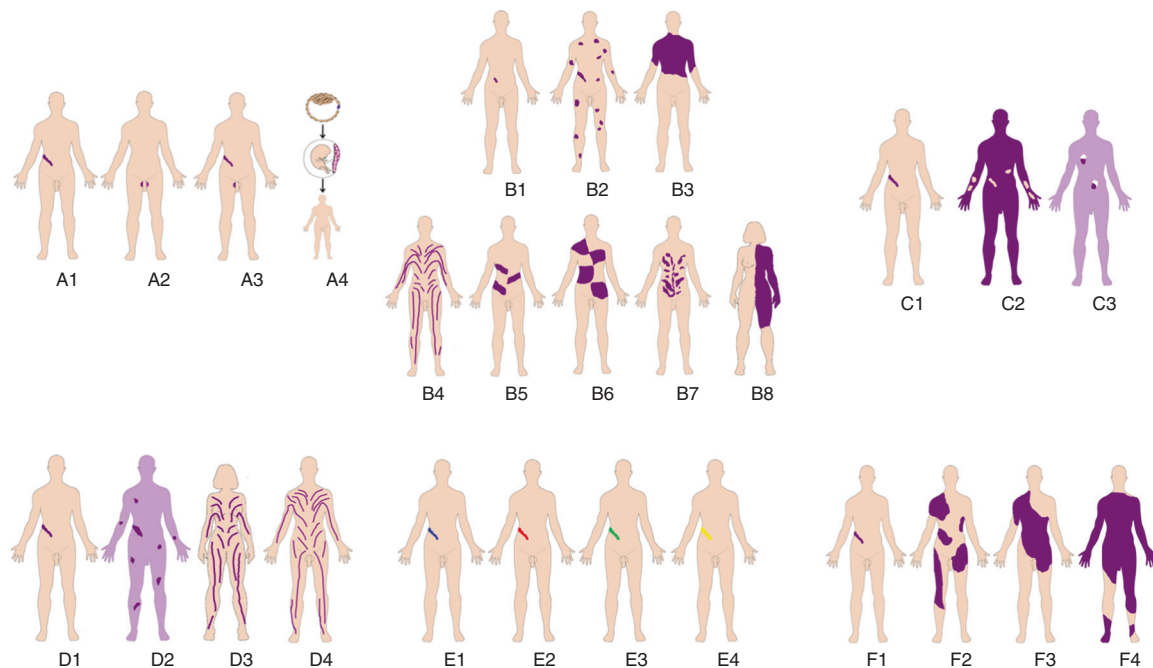 B1 B2 B3
A1 A2 A3 A4
C1 C2 C3
B4 B5 B6 B7 B8
D1 D2 D3 D4
E1 E2 E3 E4
F1 F2 F3 F4